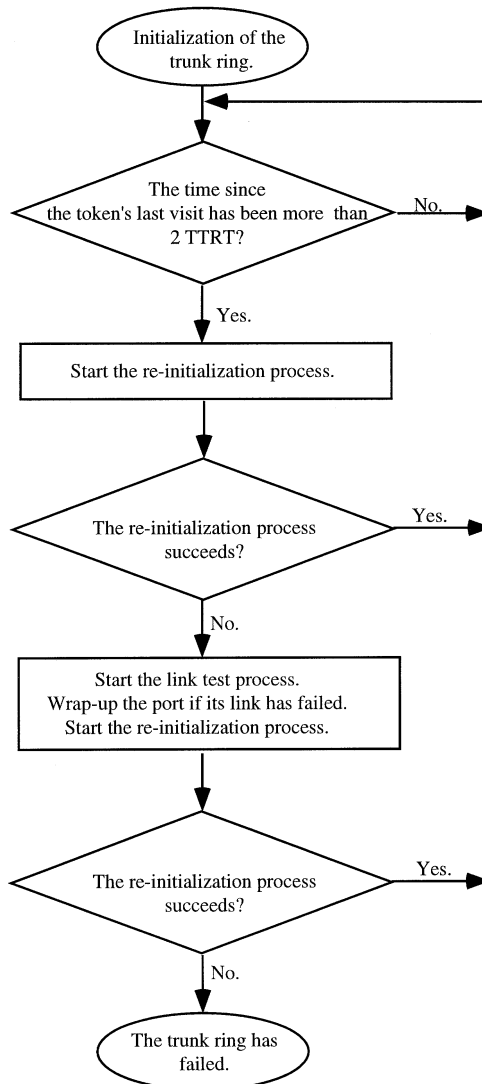 Initialization of the
trunk ring.
The time since
the token's last visit has been more than
2 TTRT?
No.
Yes.
Start the re-initialization process.
The re-initialization process
succeeds?
Yes.
No.
Start the link test process.
Wrap-up the port if its link has failed.
Start the re-initialization process.
The re-initialization process
succeeds?
Yes.
No.
The trunk ring has
failed.